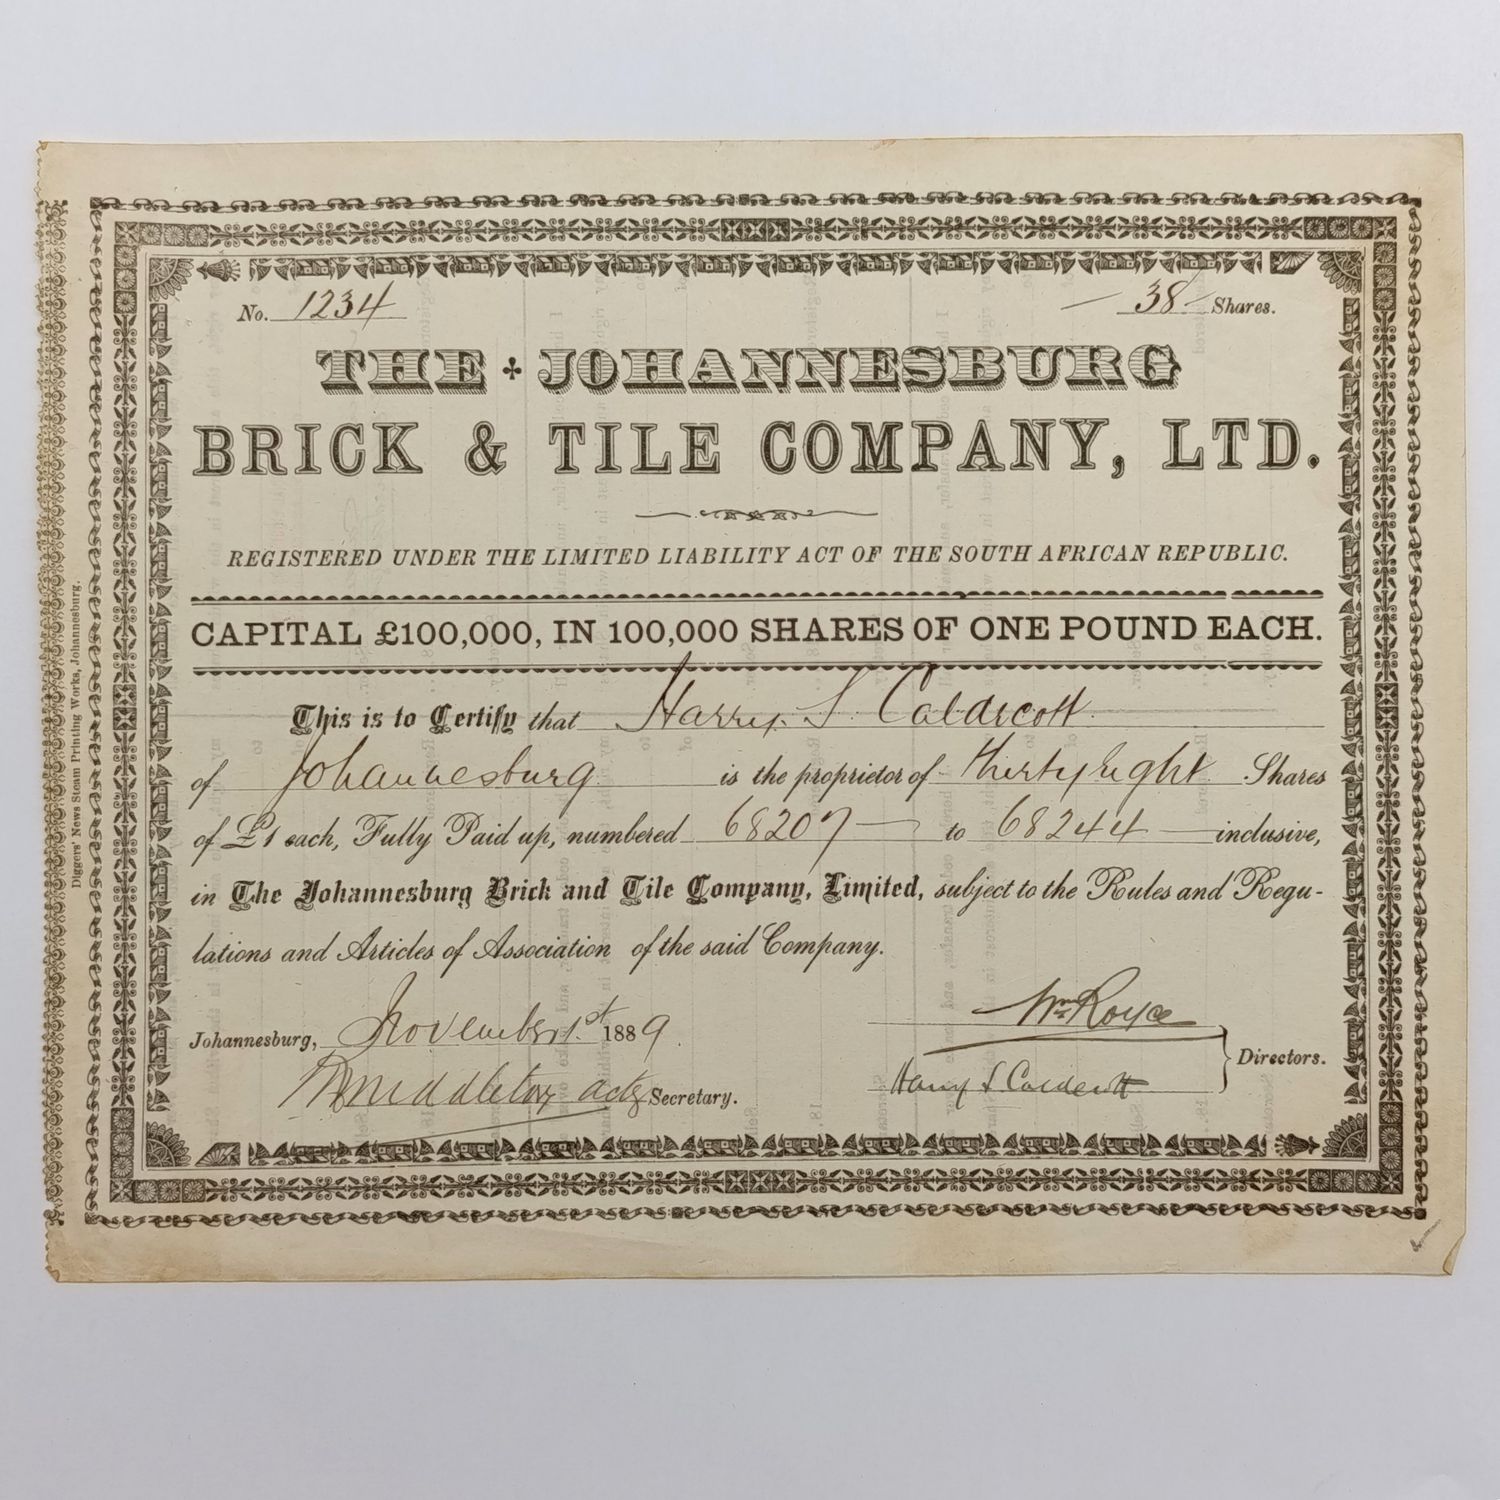 No. 1234 38 Shares.
THE JOHANNESBURG
BRICK & TILE COMPANY, LTD.
REGISTERED UNDER THE LIMITED LIABILITY ACT OF THE SOUTH AFRICAN REPUBLIC.
CAPITAL £100,000, IN 100,000 SHARES OF ONE POUND EACH.
This is to Certify that Harry S. Caldecott
of Johannesburg is the proprietor of thirty eight Shares
of £1 each, Fully Paid up, numbered 68207 to 68244 inclusive,
in The Johannesburg Brick and Tile Company, Limited, subject to the Rules and Regu-
lations and Articles of Association of the said Company.
Wm Royce
Johannesburg, November 1st 1889.
Directors.
Harry S Caldecott
Middleton actg Secretary.
Diggers' News Steam Printing Works, Johannesburg.